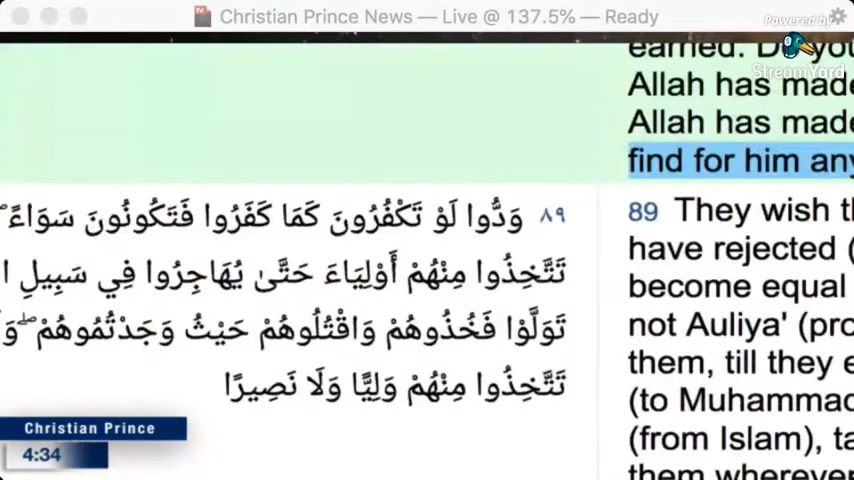 Christian Prince News — Live @ 137.5% — Ready
Powered by
StreamYard
earned. Do you
Allah has made
Allah has made
find for him any
٨٩ وَدُّوا لَوْ تَكْفُرُونَ كَمَا كَفَرُوا فَتَكُونُونَ سَوَاءً ۖ
تَتَّخِذُوا مِنْهُمْ أَوْلِيَاءَ حَتَّىٰ يُهَاجِرُوا فِي سَبِيلِ
تَوَلَّوْا فَخُذُوهُمْ وَاقْتُلُوهُمْ حَيْثُ وَجَدْتُمُوهُمْ ۖ
تَتَّخِذُوا مِنْهُمْ وَلِيًّا وَلَا نَصِيرًا
89 They wish th
have rejected (
become equal
not Auliya' (pro
them, till they e
(to Muhammad
(from Islam), ta
them wherever
Christian Prince
4:34